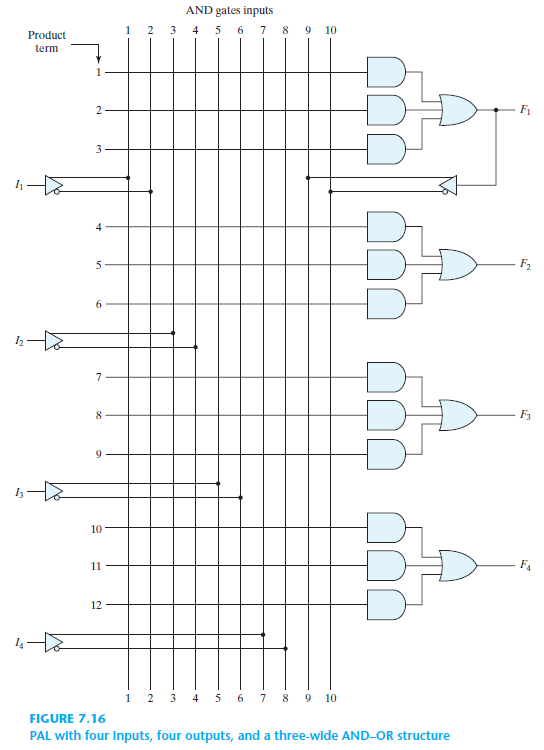 AND gates inputs
1 2 3 4 5 6 7 8 9 10
Product
term
1
2
F1
3
I1
4
5
F2
6
I2
7
8
F3
9
I3
10
11
F4
12
I4
1 2 3 4 5 6 7 8 9 10
FIGURE 7.16
PAL with four Inputs, four outputs, and a three-wide AND–OR structure